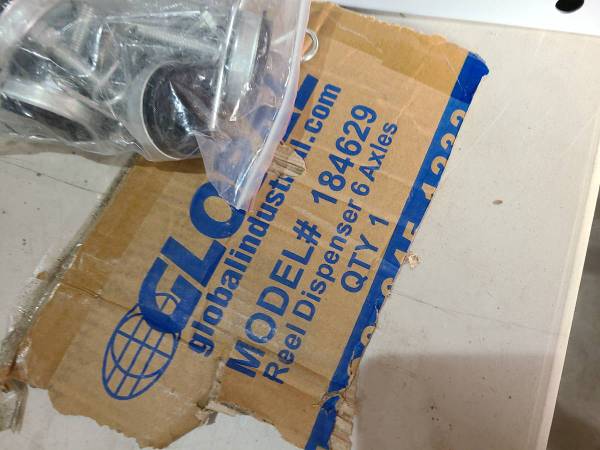 GLO
globalindustrial.com
MODEL# 184629
Reel Dispenser 6 Axles
QTY 1